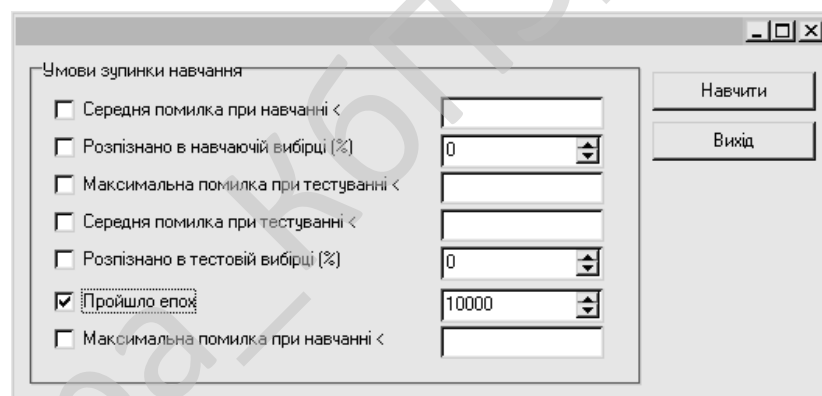 Умови зупинки навчання
Середня помилка при навчанні <
Розпізнано в навчаючій вибірці (%) 0
Максимальна помилка при тестуванні <
Середня помилка при тестуванні <
Розпізнано в тестовій вибірці (%) 0
Пройшло епох 10000
Максимальна помилка при навчанні <
Навчити
Вихід